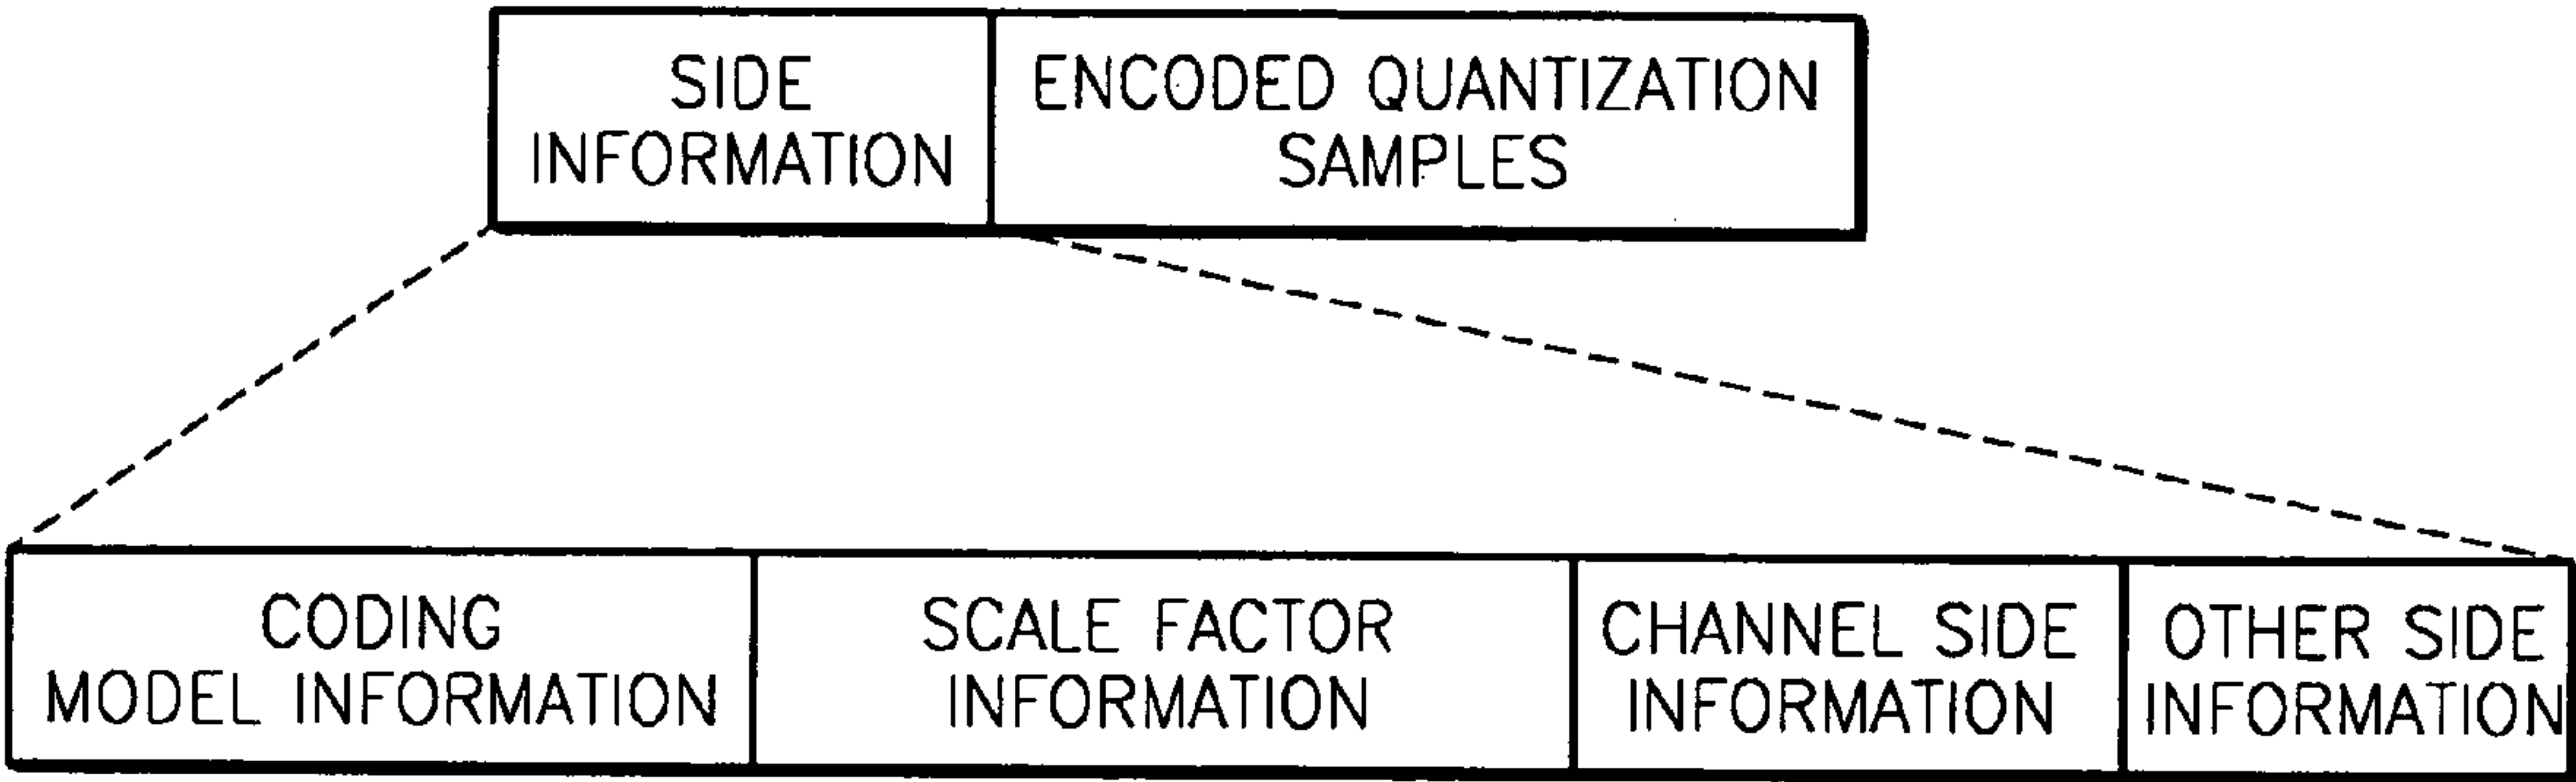 SIDE
INFORMATION
ENCODED QUANTIZATION
SAMPLES
CODING
MODEL INFORMATION
SCALE FACTOR
INFORMATION
CHANNEL SIDE
INFORMATION
OTHER SIDE
INFORMATION